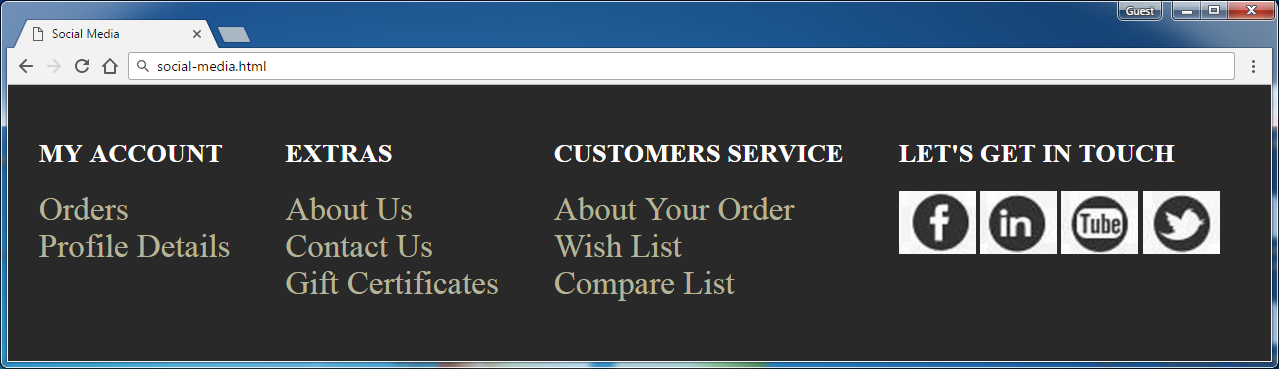 Guest
Social Media
social-media.html
MY ACCOUNT
Orders
Profile Details
EXTRAS
About Us
Contact Us
Gift Certificates
CUSTOMERS SERVICE
About Your Order
Wish List
Compare List
LET'S GET IN TOUCH
f
in
Tube